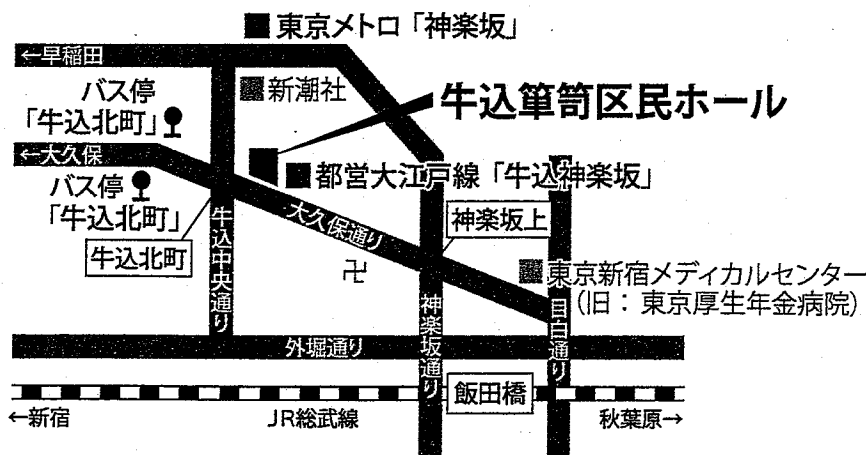 東京メトロ「神楽坂」
←早稲田
新潮社
バス停
「牛込北町」
牛込箪笥区民ホール
←大久保
都営大江戸線「牛込神楽坂」
バス停
「牛込北町」
大久保通り
神楽坂上
牛込北町
牛込中央通り
卍
東京新宿メディカルセンター
(旧：東京厚生年金病院)
神楽坂通り
目白通り
外堀通り
飯田橋
←新宿
JR総武線
秋葉原→